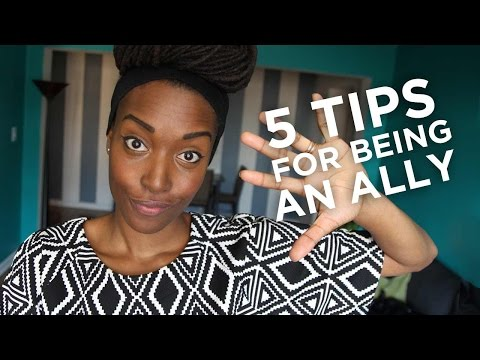 5 TIPS
FOR BEING
AN ALLY